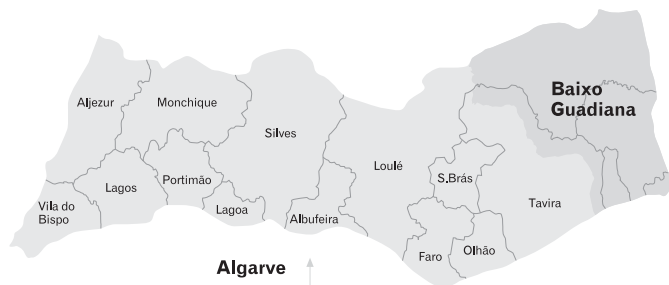 Baixo
Guadiana
Aljezur
Monchique
Silves
Loulé
S.Brás
Lagos
Portimão
Vila do
Bispo
Lagoa
Albufeira
Tavira
Faro
Olhão
Algarve